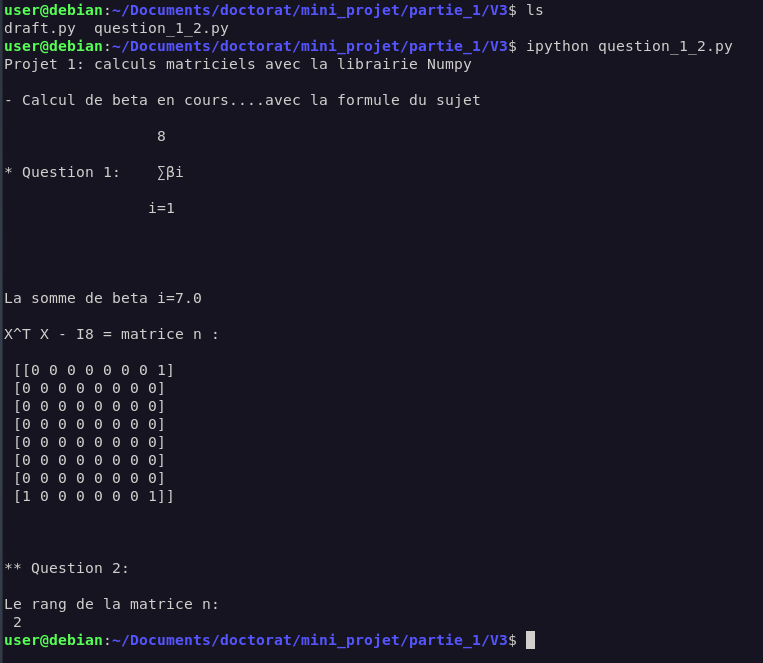 user@debian:~/Documents/doctorat/mini_projet/partie_1/V3$ ls
draft.py  question_1_2.py
user@debian:~/Documents/doctorat/mini_projet/partie_1/V3$ ipython question_1_2.py
Projet 1: calculs matriciels avec la librairie Numpy
- Calcul de beta en cours....avec la formule du sujet
8
* Question 1:    ∑βi
i=1
La somme de beta i=7.0
X^T X - I8 = matrice n :
[[0 0 0 0 0 0 0 1]
[0 0 0 0 0 0 0 0]
[0 0 0 0 0 0 0 0]
[0 0 0 0 0 0 0 0]
[0 0 0 0 0 0 0 0]
[0 0 0 0 0 0 0 0]
[0 0 0 0 0 0 0 0]
[1 0 0 0 0 0 0 1]]
** Question 2:
Le rang de la matrice n:
2
user@debian:~/Documents/doctorat/mini_projet/partie_1/V3$